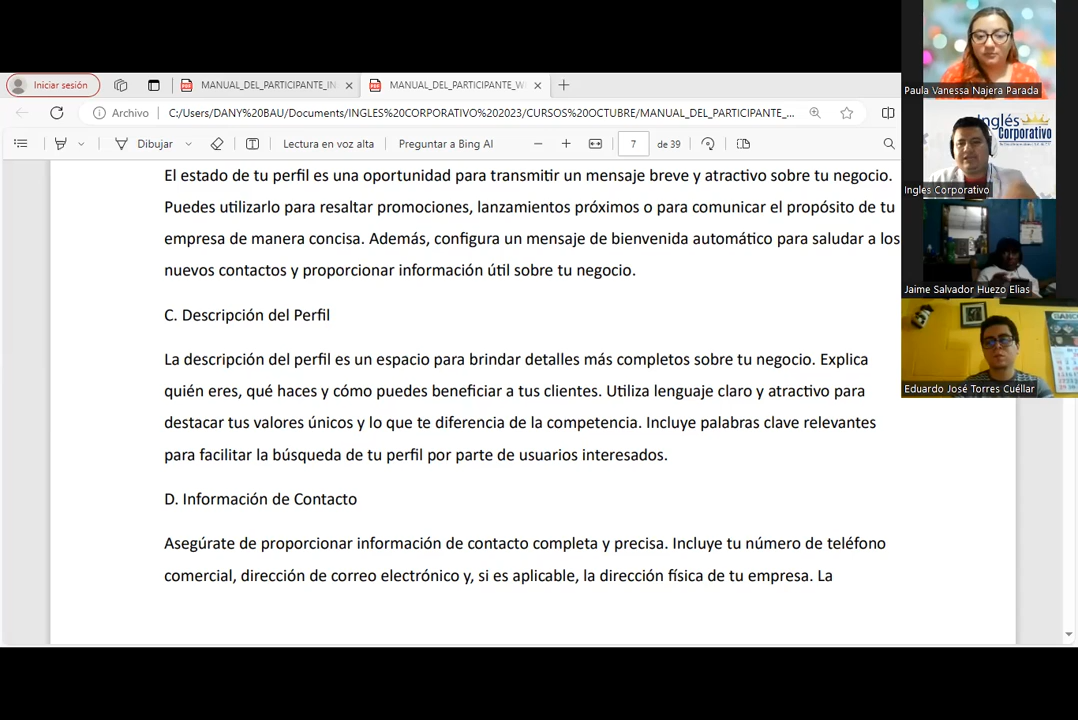 Iniciar sesión
MANUAL_DEL_PARTICIPANTE_IN
MANUAL_DEL_PARTICIPANTE_W
Archivo
C:/Users/DANY%20BAU/Documents/INGLES%20CORPORATIVO%202023/CURSOS%20OCTUBRE/MANUAL_DEL_PARTICIPANTE_...
Dibujar
Lectura en voz alta
Preguntar a Bing AI
7
de 39
El estado de tu perfil es una oportunidad para transmitir un mensaje breve y atractivo sobre tu negocio.
Puedes utilizarlo para resaltar promociones, lanzamientos próximos o para comunicar el propósito de tu
empresa de manera concisa. Además, configura un mensaje de bienvenida automático para saludar a los
nuevos contactos y proporcionar información útil sobre tu negocio.
C. Descripción del Perfil
La descripción del perfil es un espacio para brindar detalles más completos sobre tu negocio. Explica
quién eres, qué haces y cómo puedes beneficiar a tus clientes. Utiliza lenguaje claro y atractivo para
destacar tus valores únicos y lo que te diferencia de la competencia. Incluye palabras clave relevantes
para facilitar la búsqueda de tu perfil por parte de usuarios interesados.
D. Información de Contacto
Asegúrate de proporcionar información de contacto completa y precisa. Incluye tu número de teléfono
comercial, dirección de correo electrónico y, si es aplicable, la dirección física de tu empresa. La
Paula Vanessa Najera Parada
Inglés
Corporativo
Ingles Corporativo
Jaime Salvador Huezo Elias
Eduardo José Torres Cuéllar